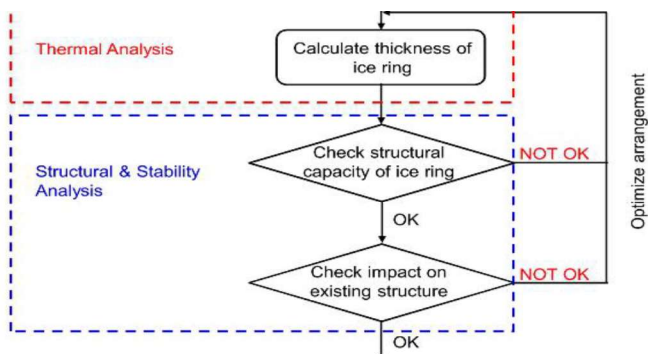 Thermal Analysis
Calculate thickness of
ice ring
Structural & Stability
Analysis
Check structural
capacity of ice ring
NOT OK
OK
Check impact on
existing structure
NOT OK
OK
Optimize arrangement